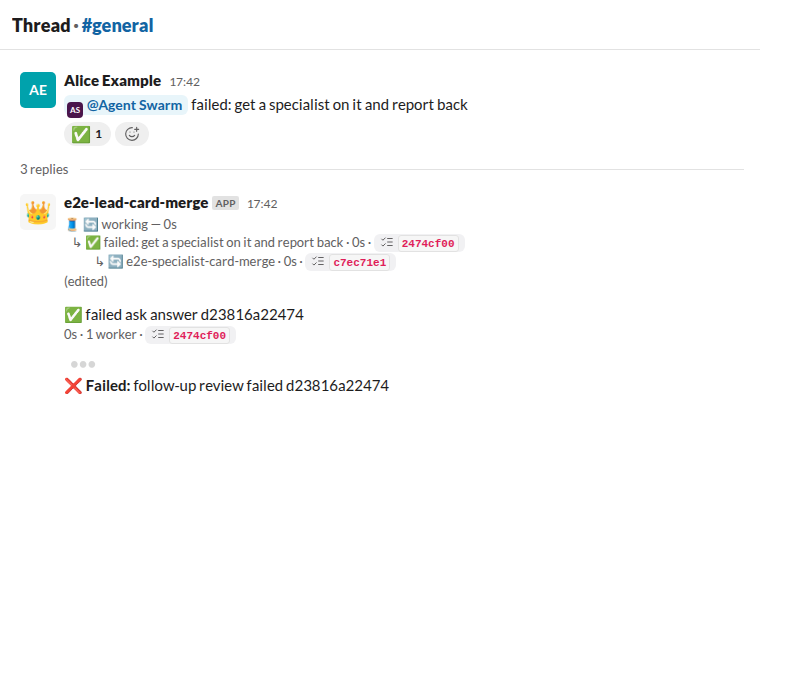 Thread · #general
AE
Alice Example 17:42
AS @Agent Swarm failed: get a specialist on it and report back
✅ 1
3 replies
e2e-lead-card-merge APP 17:42
🧵 🔄 working — 0s
↳ ✅ failed: get a specialist on it and report back · 0s · 2474cf00
↳ 🔄 e2e-specialist-card-merge · 0s · c7ec71e1
(edited)
✅ failed ask answer d23816a22474
0s · 1 worker · 2474cf00
❌ Failed: follow-up review failed d23816a22474